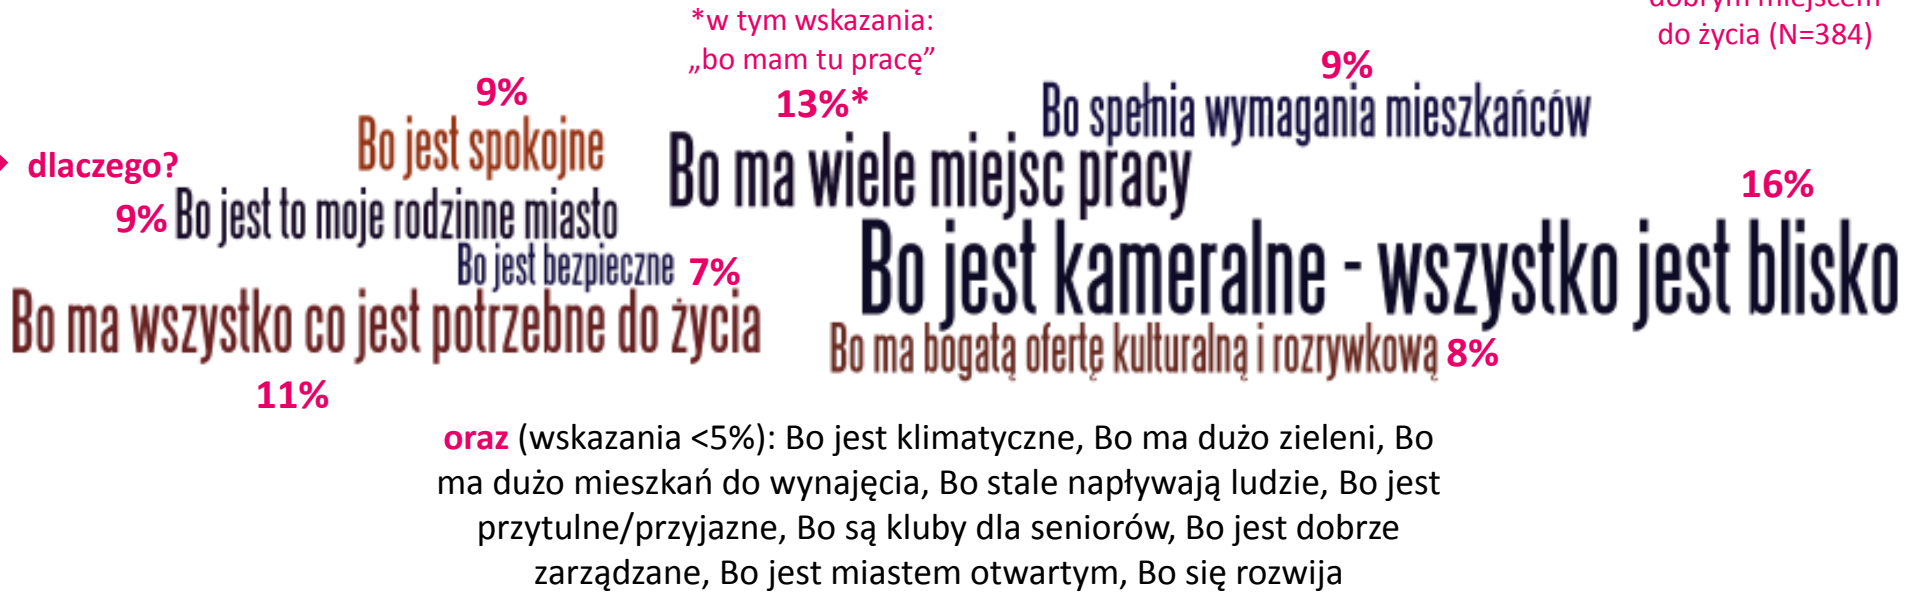 *w tym wskazania:
„bo mam tu pracę”
13%*
dobrym miejscem
do życia (N=384)
9%
Bo jest spokojne
9%
Bo spełnia wymagania mieszkańców
dlaczego?
Bo ma wiele miejsc pracy
9% Bo jest to moje rodzinne miasto
16%
Bo jest kameralne - wszystko jest blisko
Bo jest bezpieczne 7%
Bo ma wszystko co jest potrzebne do życia
11%
Bo ma bogatą ofertę kulturalną i rozrywkową 8%
oraz (wskazania <5%): Bo jest klimatyczne, Bo ma dużo zieleni, Bo
ma dużo mieszkań do wynajęcia, Bo stale napływają ludzie, Bo jest
przytulne/przyjazne, Bo są kluby dla seniorów, Bo jest dobrze
zarządzane, Bo jest miastem otwartym, Bo się rozwija